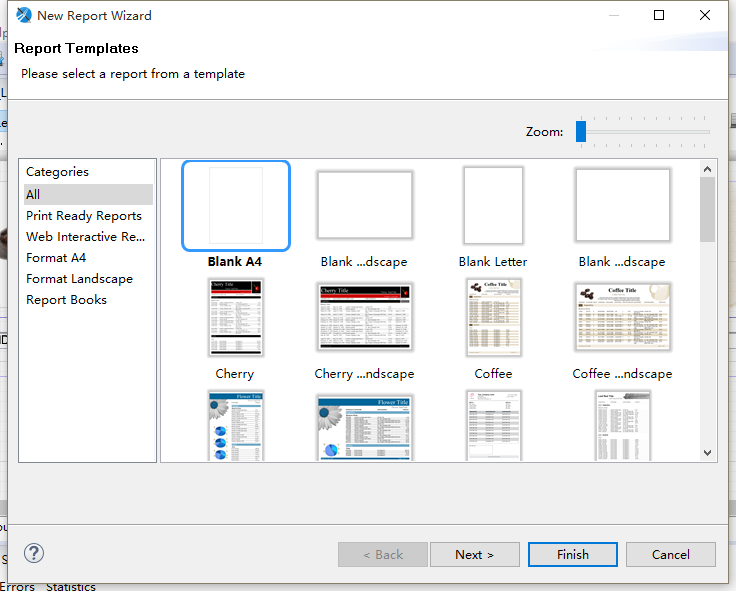 New Report Wizard
Report Templates
Please select a report from a template
Zoom:
Categories
All
Print Ready Reports
Web Interactive Re...
Format A4
Format Landscape
Report Books
Blank A4
Blank ...dscape
Blank Letter
Blank ...dscape
Cherry Title
Cherry Title
Coffee Title
Coffee Title
Cherry
Cherry ...ndscape
Coffee
Coffee ...ndscape
Flower Title
Flower Title
< Back
Next >
Finish
Cancel
Errors
Statistics